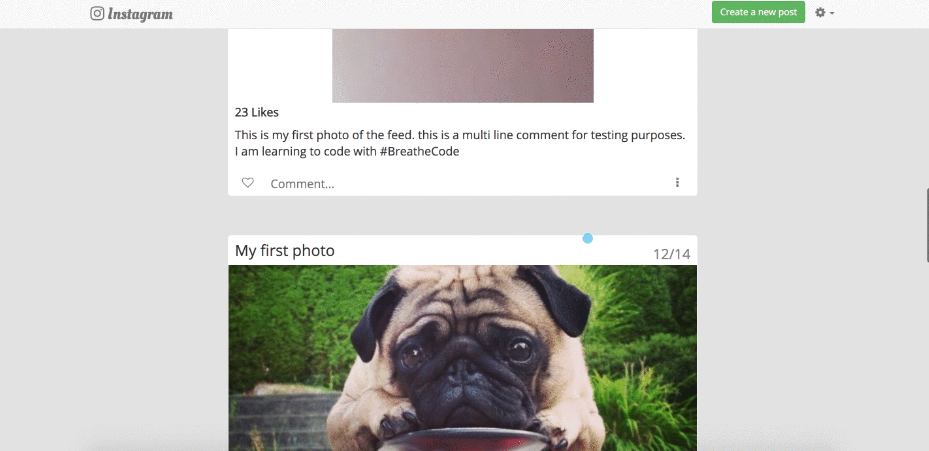 Instagram
Create a new post
23 Likes
This is my first photo of the feed. this is a multi line comment for testing purposes.
I am learning to code with #BreatheCode
Comment...
My first photo
12/14